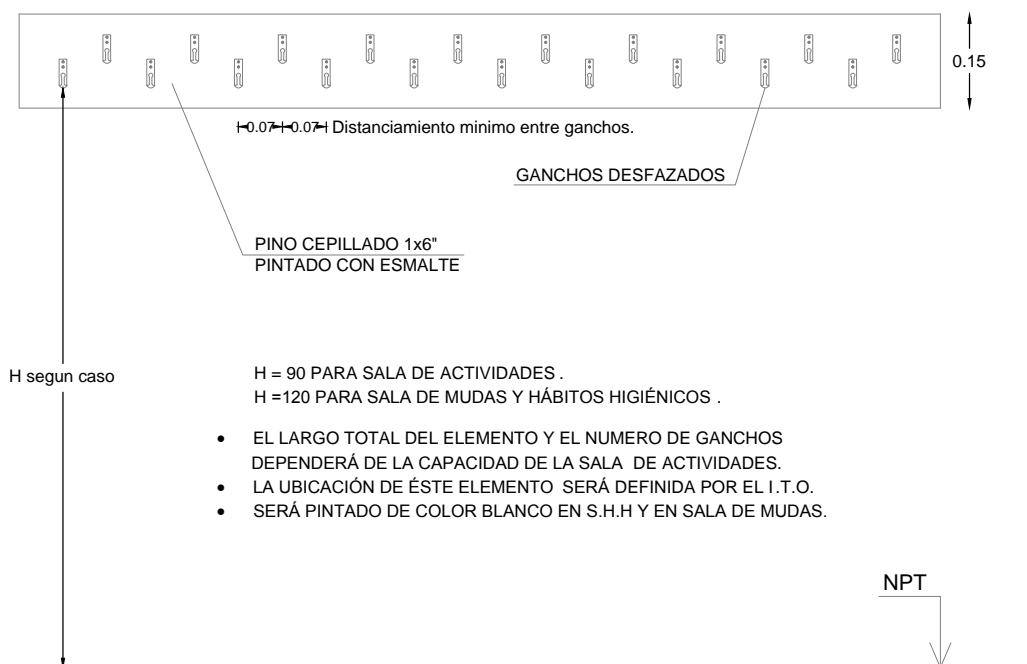 0.15
0.07 0.07 Distanciamiento minimo entre ganchos.
GANCHOS DESFAZADOS
PINO CEPILLADO 1x6"
PINTADO CON ESMALTE
H segun caso
H = 90 PARA SALA DE ACTIVIDADES .
H =120 PARA SALA DE MUDAS Y HÁBITOS HIGIÉNICOS .
• EL LARGO TOTAL DEL ELEMENTO Y EL NUMERO DE GANCHOS
DEPENDERÁ DE LA CAPACIDAD DE LA SALA DE ACTIVIDADES.
• LA UBICACIÓN DE ÉSTE ELEMENTO SERÁ DEFINIDA POR EL I.T.O.
• SERÁ PINTADO DE COLOR BLANCO EN S.H.H Y EN SALA DE MUDAS.
NPT